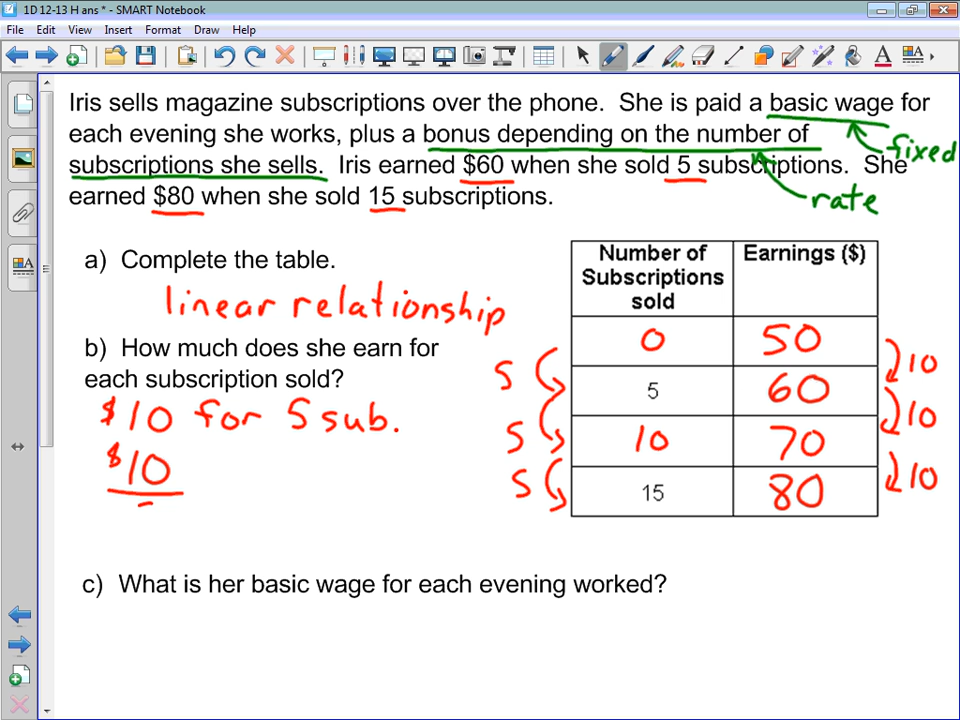 1D 12-13 H ans * - SMART Notebook
File Edit View Insert Format Draw Help
Iris sells magazine subscriptions over the phone. She is paid a basic wage for
each evening she works, plus a bonus depending on the number of
fixed
subscriptions she sells. Iris earned $60 when she sold 5 subscriptions. She
earned $80 when she sold 15 subscriptions.
rate
a) Complete the table.
linear relationship
b) How much does she earn for
each subscription sold?
$10 for 5 sub.
$10
Number of Subscriptions sold Earnings ($)
0 50
5 60
10 70
15 80
5
5
5
10
10
10
c) What is her basic wage for each evening worked?